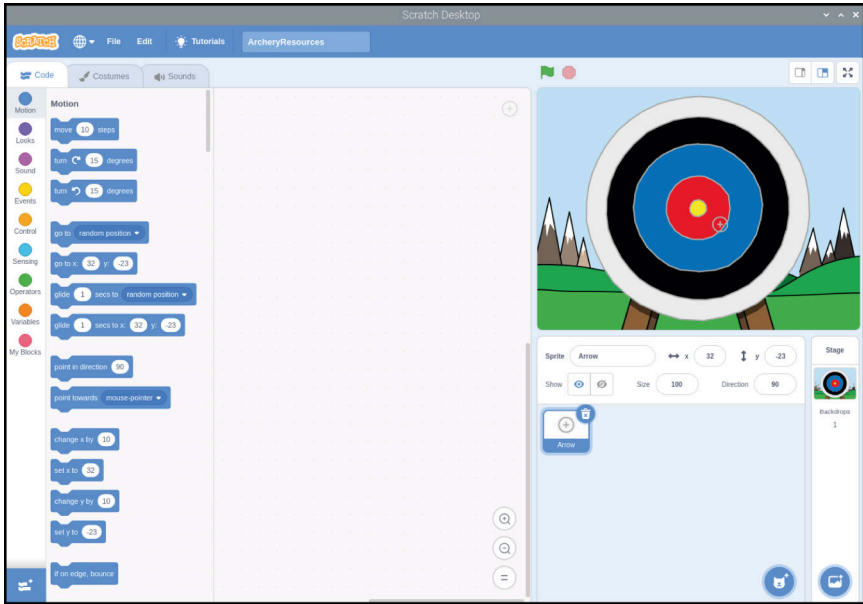 Scratch Desktop
SCRATCH
File Edit Tutorials ArcheryResources
Code Costumes Sounds
Motion
Looks
Sound
Events
Control
Sensing
Operators
Variables
My Blocks
Motion
move 10 steps
turn 15 degrees
turn 15 degrees
go to random position
go to x: 32 y: -23
glide 1 secs to random position
glide 1 secs to x: 32 y: -23
point in direction 90
point towards mouse-pointer
change x by 10
set x to 32
change y by 10
set y to -23
if on edge, bounce
Sprite Arrow x 32 y -23
Show Size 100 Direction 90
Arrow
Stage
Backdrops
1